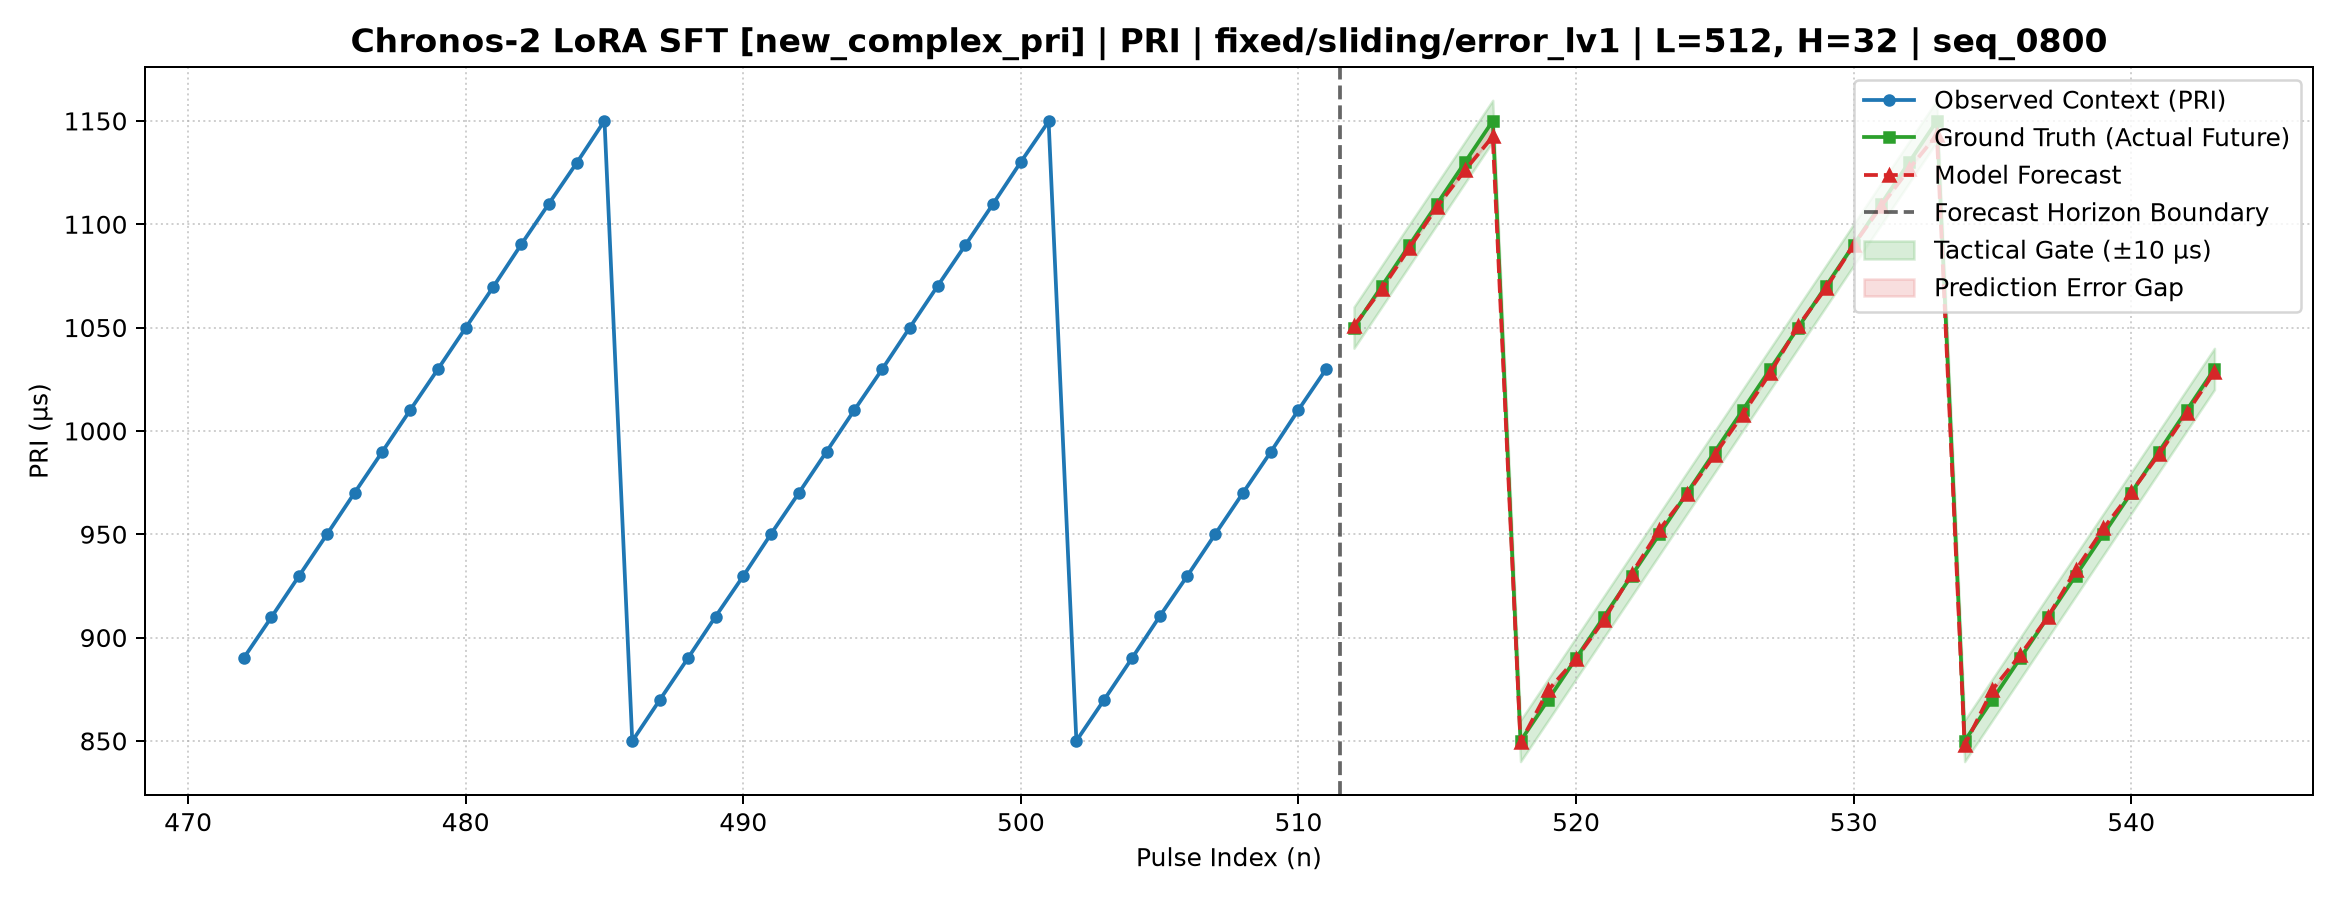 Chronos-2 LoRA SFT [new_complex_pri] | PRI | fixed/sliding/error_lv1 | L=512, H=32 | seq_0800
Observed Context (PRI)
Ground Truth (Actual Future)
Model Forecast
Forecast Horizon Boundary
Tactical Gate (±10 μs)
Prediction Error Gap
PRI (μs)
1150
1100
1050
1000
950
900
850
470 480 490 500 510 520 530 540
Pulse Index (n)